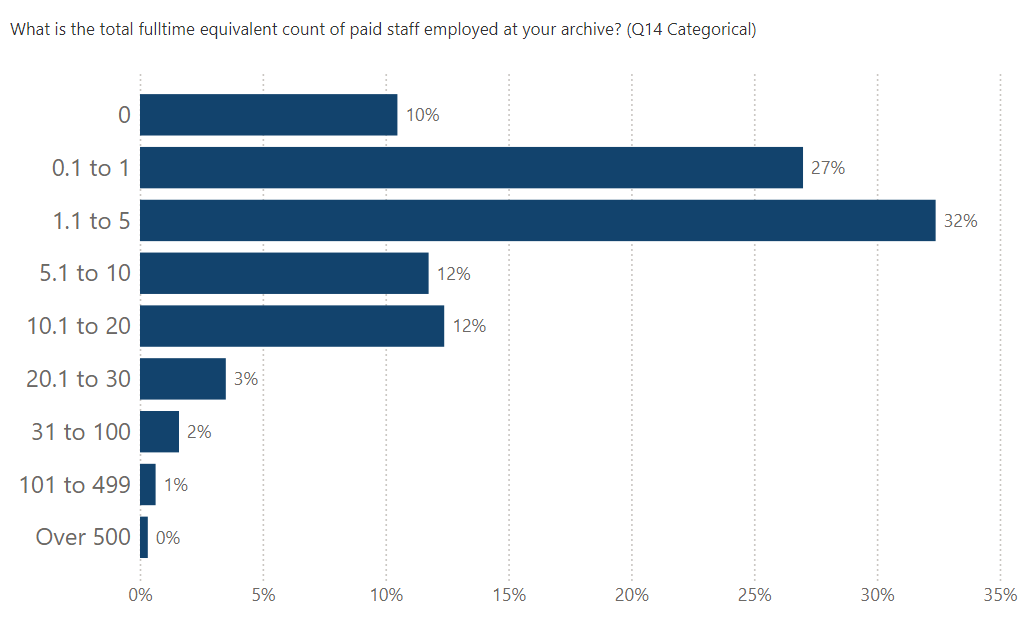 What is the total fulltime equivalent count of paid staff employed at your archive? (Q14 Categorical)
0 10%
0.1 to 1 27%
1.1 to 5 32%
5.1 to 10 12%
10.1 to 20 12%
20.1 to 30 3%
31 to 100 2%
101 to 499 1%
Over 500 0%
0% 5% 10% 15% 20% 25% 30% 35%